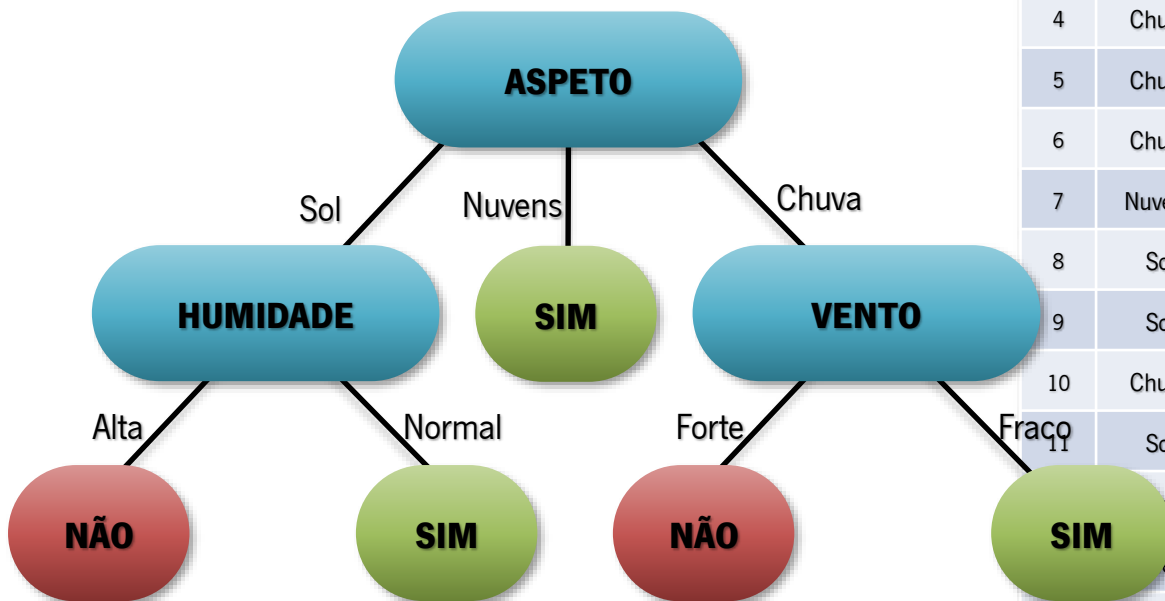 ASPETO
Sol
Nuvens
Chuva
HUMIDADE
SIM
VENTO
Alta
Normal
Forte
Fraco
NÃO
SIM
NÃO
SIM
4
5
6
7
8
9
10
11